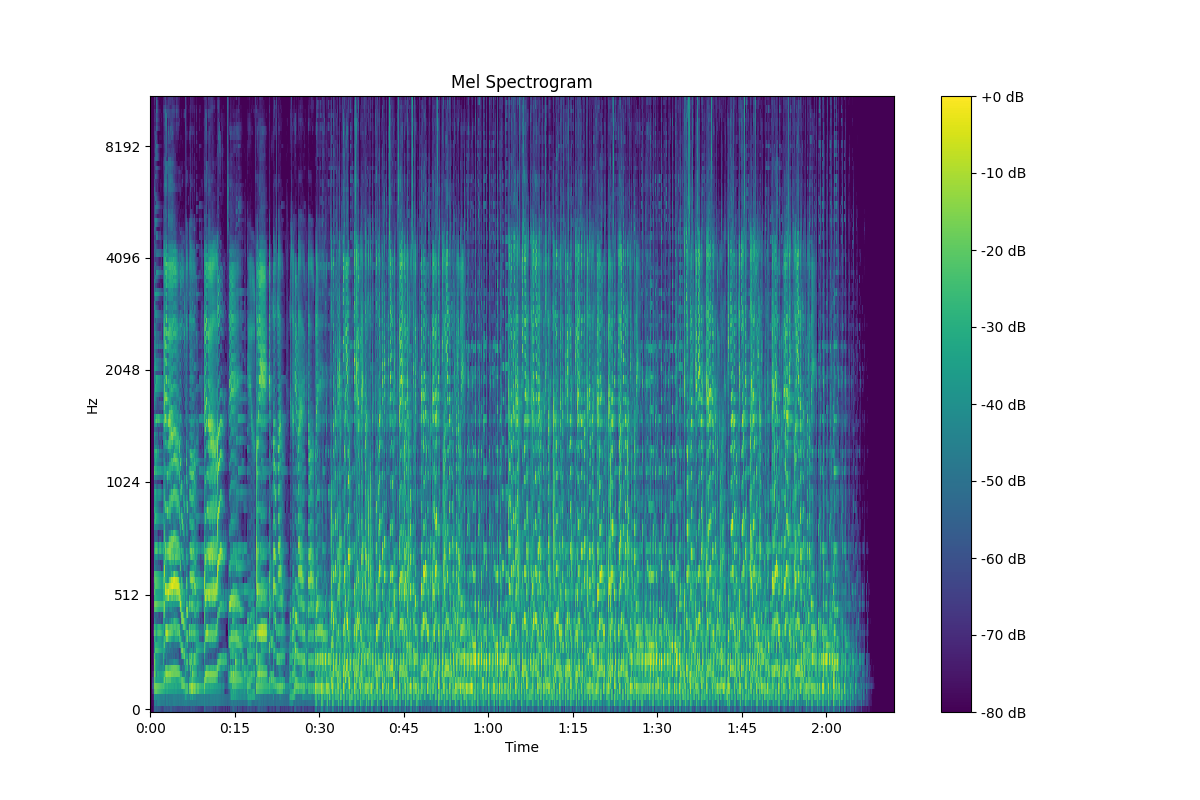 Mel Spectrogram
Hz
8192
4096
2048
1024
512
0
0:00 0:15 0:30 0:45 1:00 1:15 1:30 1:45 2:00
Time
+0 dB
-10 dB
-20 dB
-30 dB
-40 dB
-50 dB
-60 dB
-70 dB
-80 dB